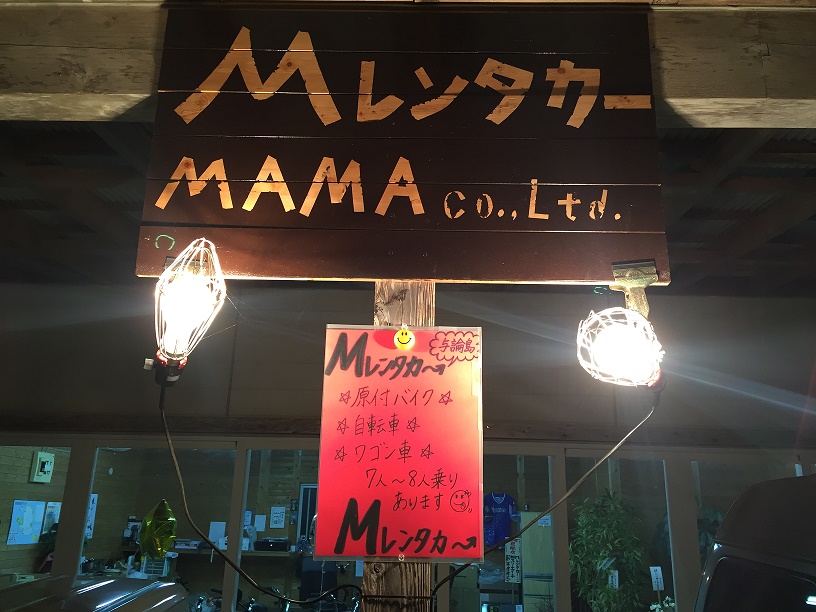 Mレンタカー
MAMA Co.,Ltd.
与論島
Mレンタカ〜
☆原付バイク☆
☆自転車☆
☆ワゴン車☆
7人〜8人乗り
あります
Mレンタカ〜